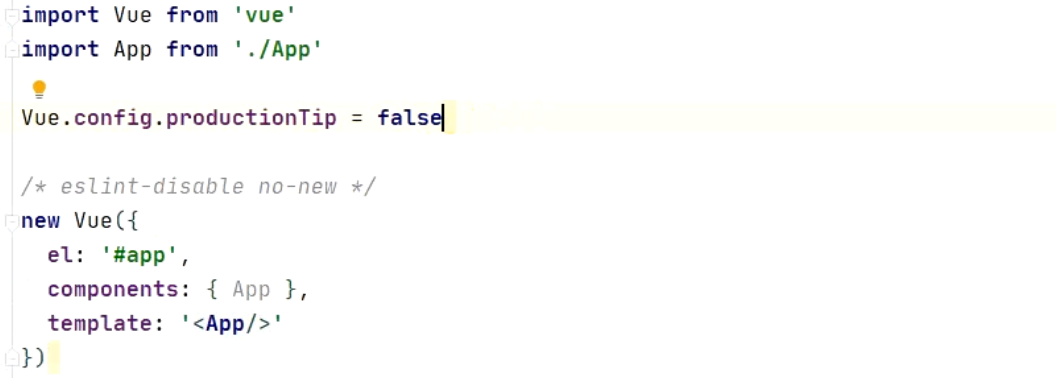 import Vue from 'vue'
import App from './App'
Vue.config.productionTip = false
/* eslint-disable no-new */
new Vue({
  el: '#app',
  components: { App },
  template: '<App/>'
})